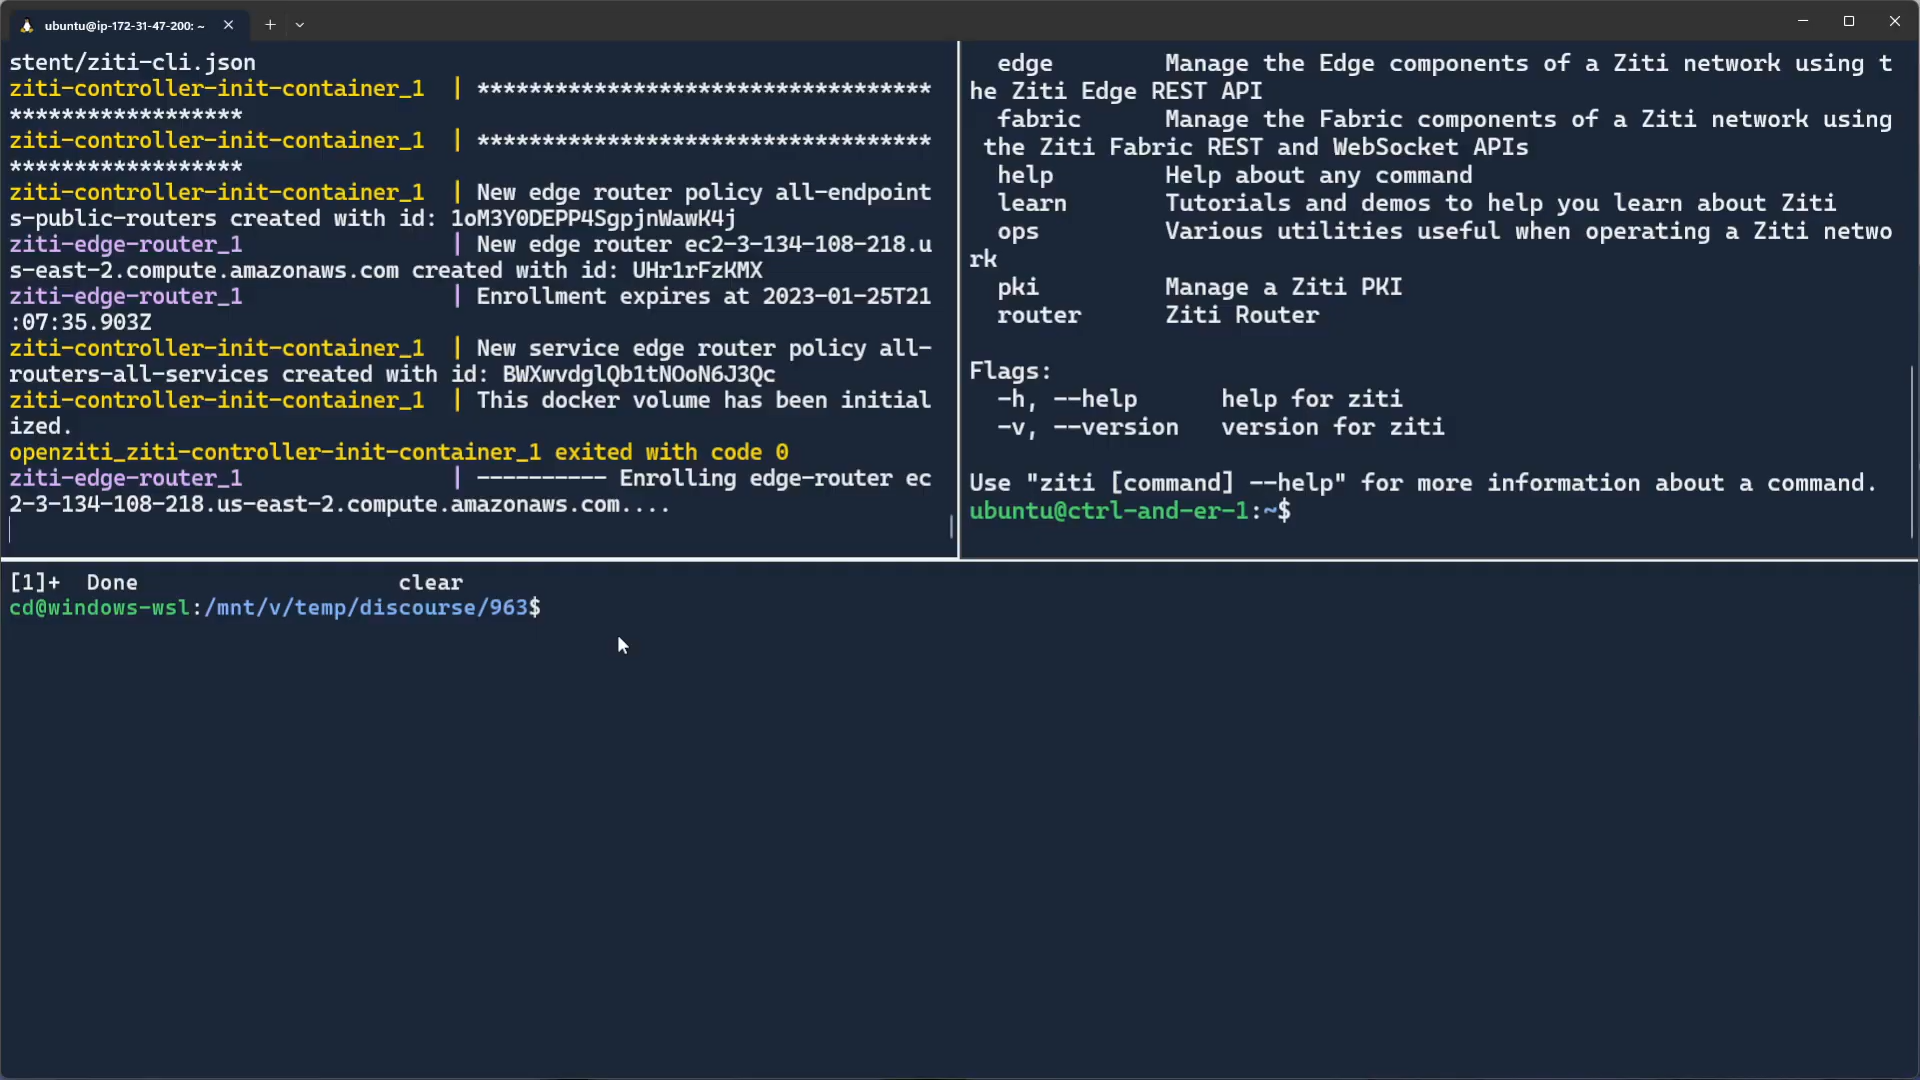 ubuntu@ip-172-31-47-200: ~
stent/ziti-cli.json
ziti-controller-init-container_1  | ***********************************
******************
ziti-controller-init-container_1  | ***********************************
******************
ziti-controller-init-container_1  | New edge router policy all-endpoint
s-public-routers created with id: 1oM3Y0DEPP4SgpjnWawK4j
ziti-edge-router_1                | New edge router ec2-3-134-108-218.u
s-east-2.compute.amazonaws.com created with id: UHr1rFzKMX
ziti-edge-router_1                | Enrollment expires at 2023-01-25T21
:07:35.903Z
ziti-controller-init-container_1  | New service edge router policy all-
routers-all-services created with id: BWXwvdglQb1tNOoN6J3Qc
ziti-controller-init-container_1  | This docker volume has been initial
ized.
openziti_ziti-controller-init-container_1 exited with code 0
ziti-edge-router_1                | ---------- Enrolling edge-router ec
2-3-134-108-218.us-east-2.compute.amazonaws.com....
edge        Manage the Edge components of a Ziti network using t
he Ziti Edge REST API
fabric      Manage the Fabric components of a Ziti network using
the Ziti Fabric REST and WebSocket APIs
help        Help about any command
learn       Tutorials and demos to help you learn about Ziti
ops         Various utilities useful when operating a Ziti netwo
rk
pki         Manage a Ziti PKI
router      Ziti Router
Flags:
-h, --help      help for ziti
-v, --version   version for ziti
Use "ziti [command] --help" for more information about a command.
ubuntu@ctrl-and-er-1:~$
[1]+  Done                    clear
cd@windows-wsl:/mnt/v/temp/discourse/963$